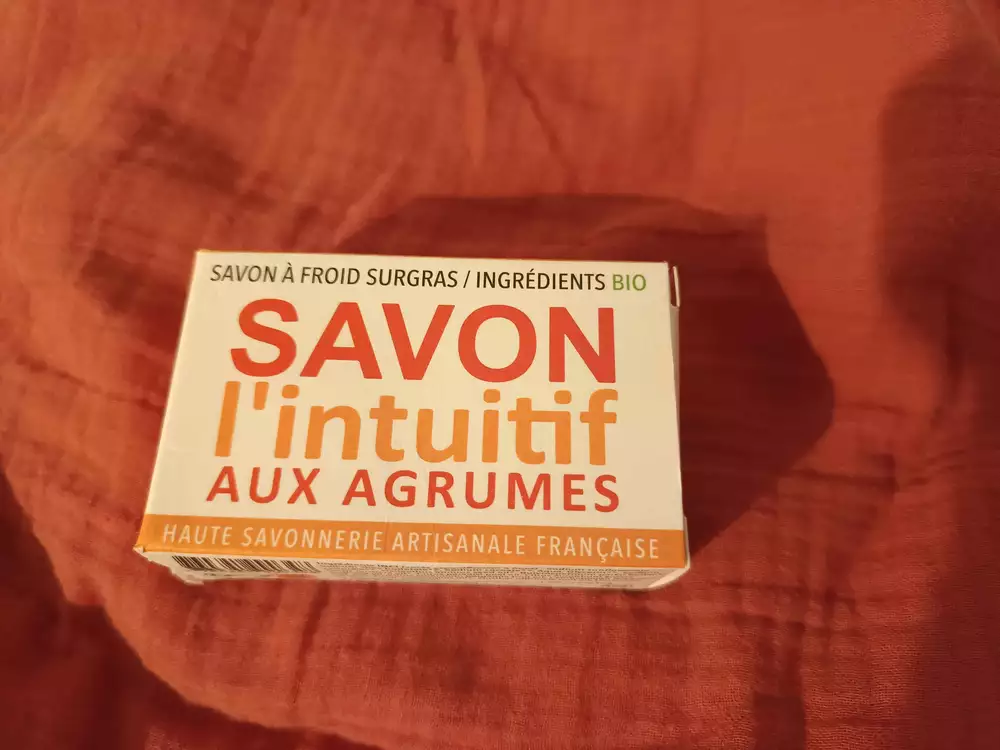 SAVON À FROID SURGRAS / INGRÉDIENTS BIO
SAVON
l'intuitif
AUX AGRUMES
HAUTE SAVONNERIE ARTISANALE FRANÇAISE